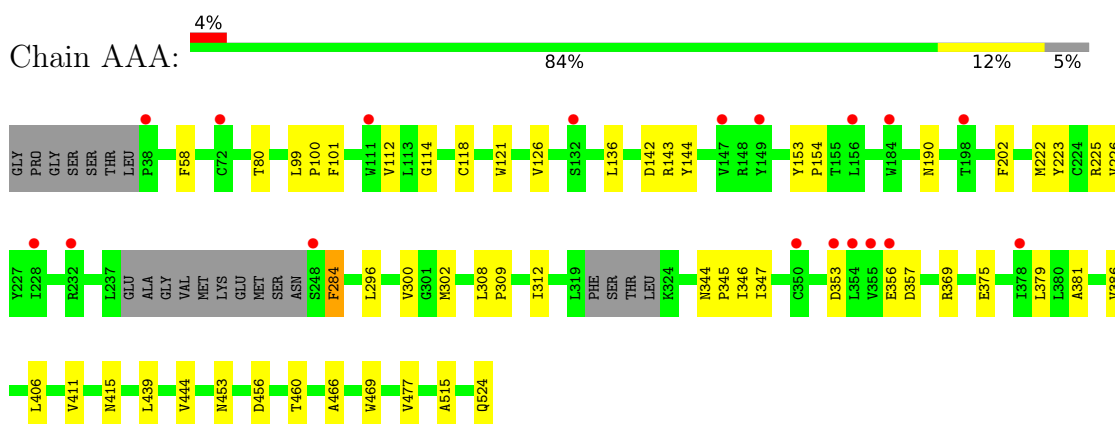 4%
Chain AAA:
84% 12% 5%
GLY PRO GLY SER SER THR LEU P38 F58 C72 T80 L99 P100 F101 W111 V112 L113 G114 C118 W121 V126 S132 L136 D142 R143 Y144 V147 R148 Y149 Y153 P154 T155 L156 W184 N190 T198 F202 M222 Y223 C224 R225 V226
Y227 I228 R232 L237 GLU ALA GLY VAL MET LYS GLU MET SER ASN S248 F284 L296 V300 G301 M302 L308 P309 I312 L319 PHE SER THR LEU K324 N344 P345 I346 I347 C350 D353 L354 V355 E356 D357 R369 E375 I378 L379 L380 A381
L406 V411 N415 L439 V444 N453 D456 T460 A466 W469 V477 A515 Q524